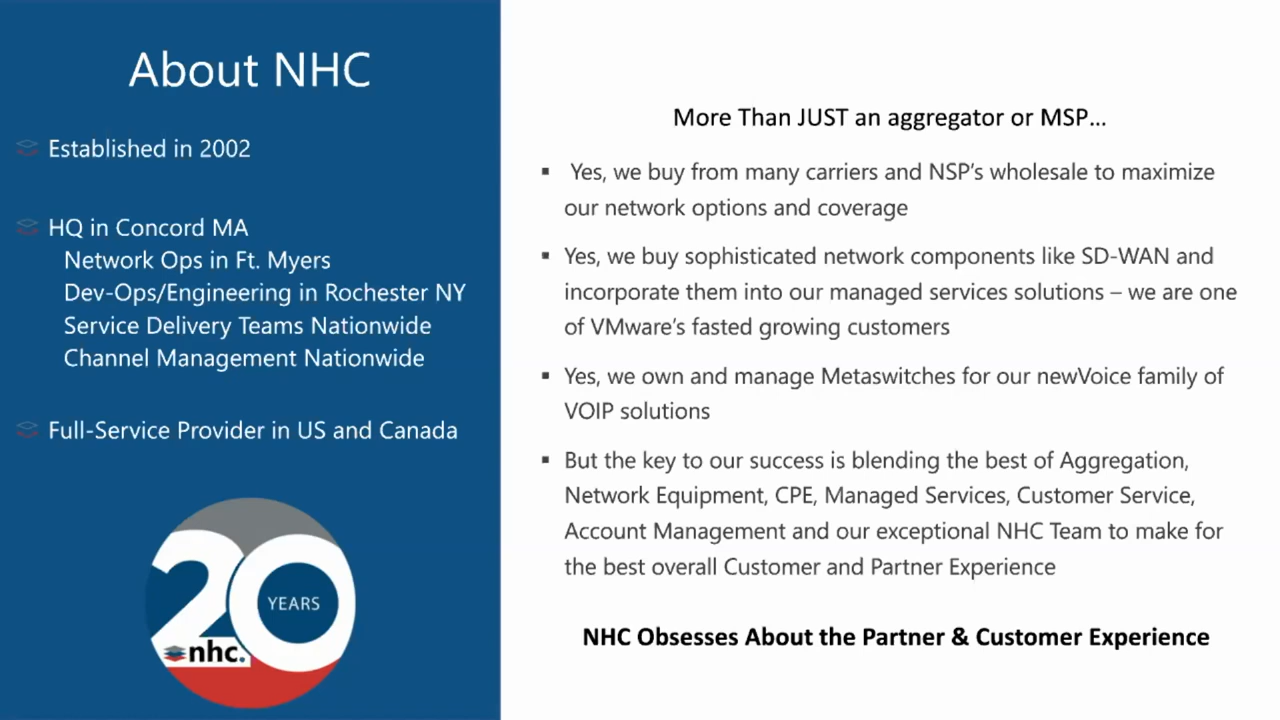 About NHC
Established in 2002
HQ in Concord MA
Network Ops in Ft. Myers
Dev-Ops/Engineering in Rochester NY
Service Delivery Teams Nationwide
Channel Management Nationwide
Full-Service Provider in US and Canada
20
YEARS
nhc.
More Than JUST an aggregator or MSP…
▪ Yes, we buy from many carriers and NSP's wholesale to maximize
our network options and coverage
▪ Yes, we buy sophisticated network components like SD-WAN and
incorporate them into our managed services solutions – we are one
of VMware's fasted growing customers
▪ Yes, we own and manage Metaswitches for our newVoice family of
VOIP solutions
▪ But the key to our success is blending the best of Aggregation,
Network Equipment, CPE, Managed Services, Customer Service,
Account Management and our exceptional NHC Team to make for
the best overall Customer and Partner Experience
NHC Obsesses About the Partner & Customer Experience